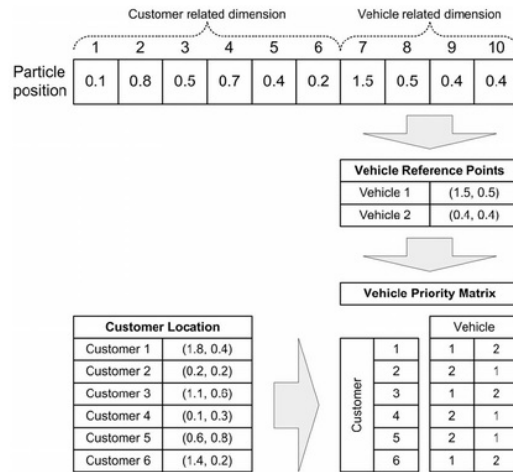 Customer related dimension Vehicle related dimension
1 2 3 4 5 6 7 8 9 10
Particle position 0.1 0.8 0.5 0.7 0.4 0.2 1.5 0.5 0.4 0.4
Vehicle Reference Points
Vehicle 1 (1.5, 0.5)
Vehicle 2 (0.4, 0.4)
Vehicle Priority Matrix
Customer Location
Customer 1 (1.8, 0.4)
Customer 2 (0.2, 0.2)
Customer 3 (1.1, 0.6)
Customer 4 (0.1, 0.3)
Customer 5 (0.6, 0.8)
Customer 6 (1.4, 0.2)
Vehicle
Customer
1 1 2
2 2 1
3 1 2
4 2 1
5 2 1
6 1 2